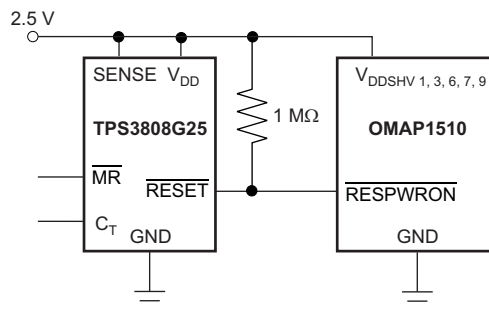 2.5 V
SENSE VDD
TPS3808G25
MR
RESET
CT
GND
1 MΩ
VDDSHV 1, 3, 6, 7, 9
OMAP1510
RESPWRON
GND